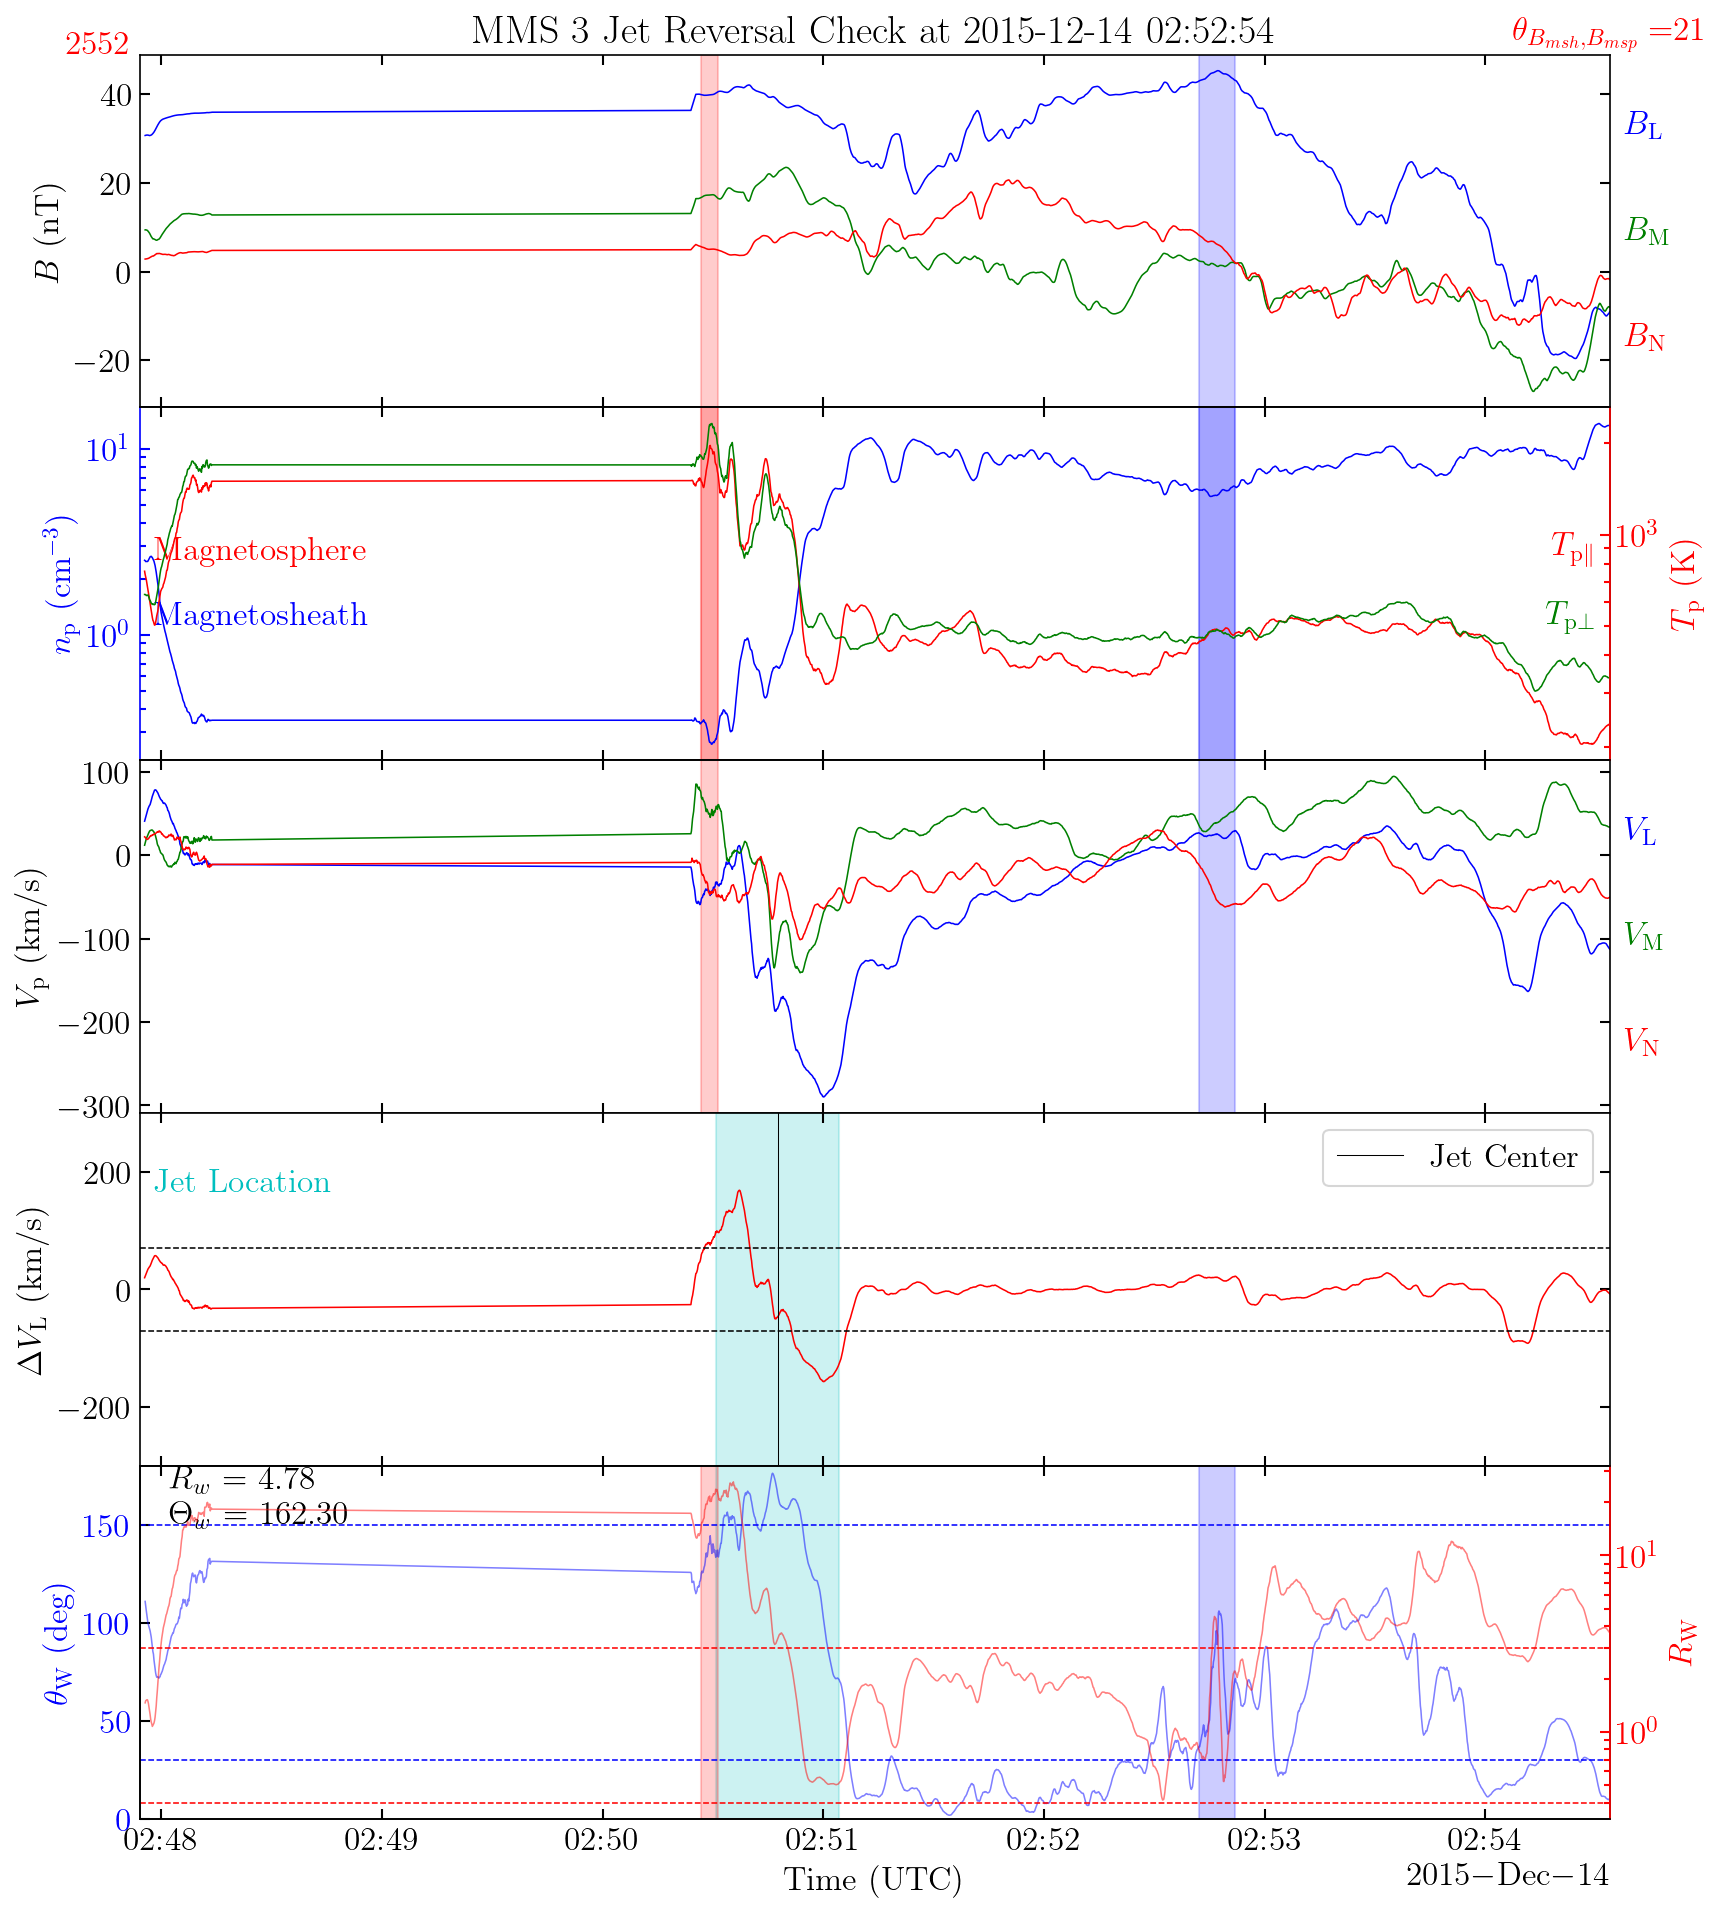 MMS 3 Jet Reversal Check at 2015-12-14 02:52:54
2552
θ_{B_{msh},B_{msp}} =21
40
20
0
−20
B (nT)
B_L
B_M
B_N
10^1
10^0
n_p (cm^{−3})
Magnetosphere
Magnetosheath
T_{p∥}
T_{p⊥}
10^3
T_p (K)
100
0
−100
−200
−300
V_p (km/s)
V_L
V_M
V_N
200
0
−200
ΔV_L (km/s)
Jet Location
Jet Center
R_w = 4.78
Θ_w = 162.30
150
100
50
0
θ_W (deg)
10^1
10^0
R_W
02:48 02:49 02:50 02:51 02:52 02:53 02:54
Time (UTC)
2015−Dec−14